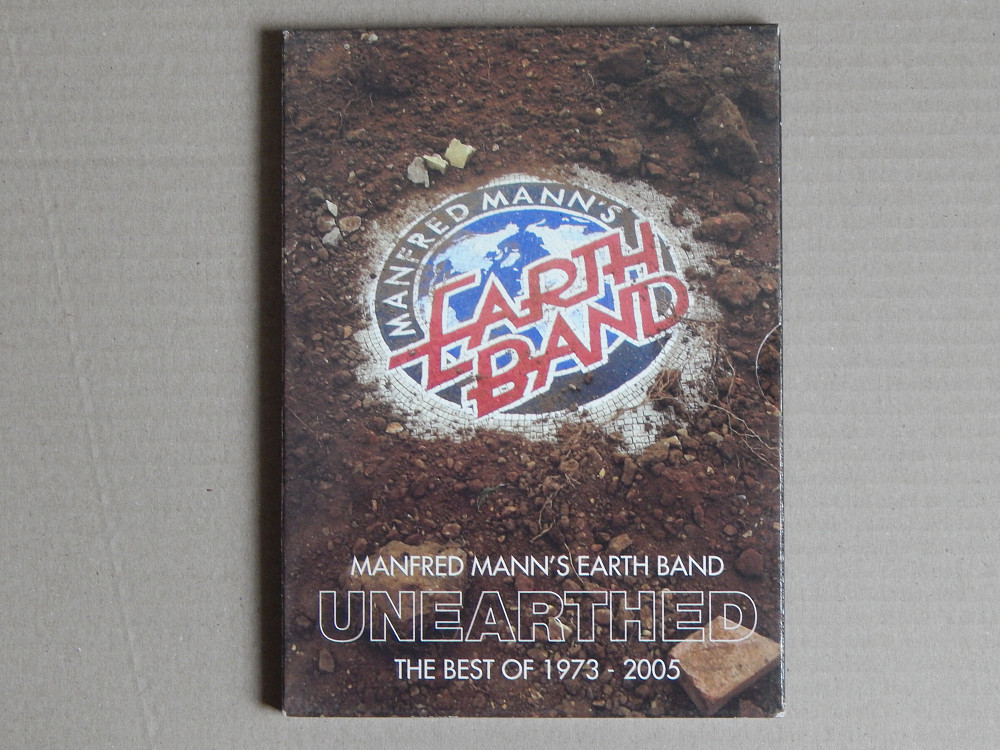 MANFRED MANN'S
EARTH
BAND
MANFRED MANN'S EARTH BAND
UNEARTHED
THE BEST OF 1973 - 2005